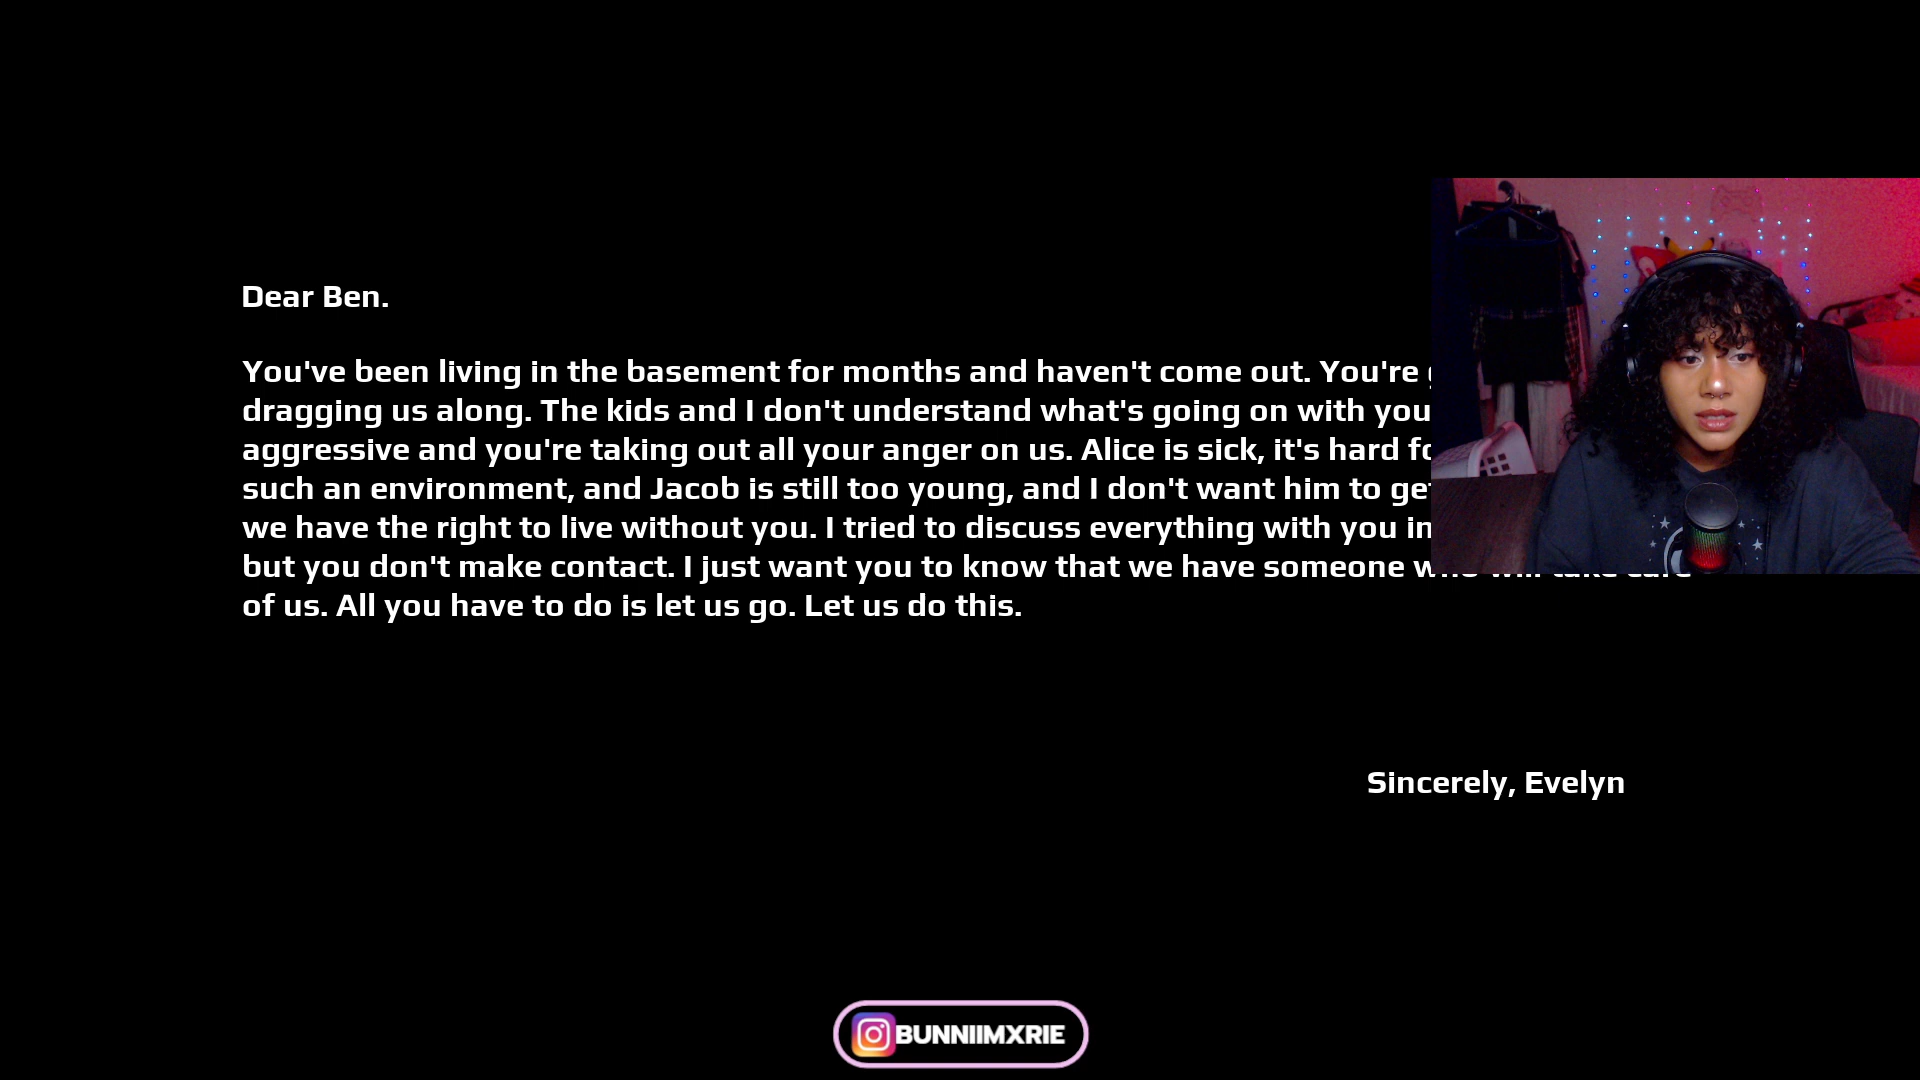 Dear Ben.
You've been living in the basement for months and haven't come out. You're
dragging us along. The kids and I don't understand what's going on with you
aggressive and you're taking out all your anger on us. Alice is sick, it's hard
such an environment, and Jacob is still too young, and I don't want him to
we have the right to live without you. I tried to discuss everything with you
but you don't make contact. I just want you to know that we have someone who will take care
of us. All you have to do is let us go. Let us do this.
Sincerely, Evelyn
BUNNIIMXRIE